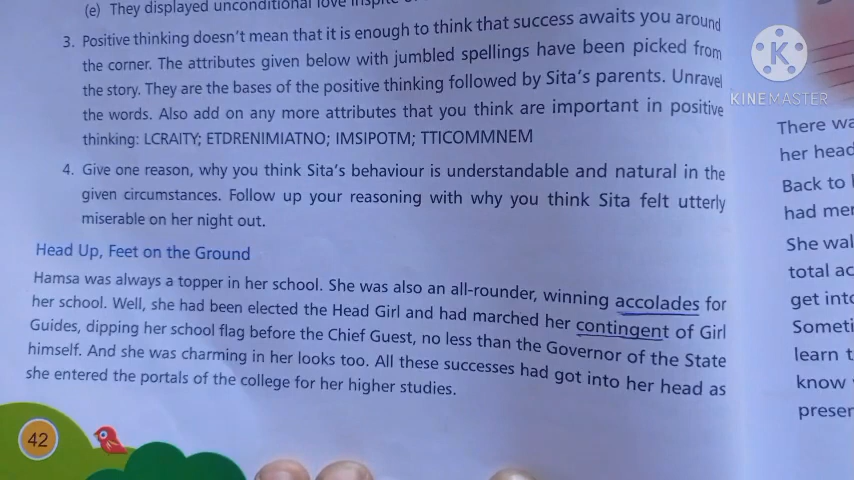 (e) They displayed unconditional love inspite
3. Positive thinking doesn't mean that it is enough to think that success awaits you around
the corner. The attributes given below with jumbled spellings have been picked from
the story. They are the bases of the positive thinking followed by Sita's parents. Unravel
the words. Also add on any more attributes that you think are important in positive
thinking: LCRAITY; ETDRENIMIATNO; IMSIPOTM; TTICOMMNEM
4. Give one reason, why you think Sita's behaviour is understandable and natural in the
given circumstances. Follow up your reasoning with why you think Sita felt utterly
miserable on her night out.
Head Up, Feet on the Ground
Hamsa was always a topper in her school. She was also an all-rounder, winning accolades for
her school. Well, she had been elected the Head Girl and had marched her contingent of Girl
Guides, dipping her school flag before the Chief Guest, no less than the Governor of the State
himself. And she was charming in her looks too. All these successes had got into her head as
she entered the portals of the college for her higher studies.
42
K
KINEMASTER
There
her head
Back to
had
She
total
get
learn
know